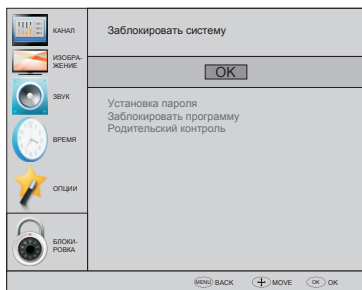 КАНАЛ
ИЗОБРА-
ЖЕНИЕ
ЗВУК
ВРЕМЯ
ОПЦИИ
БЛОКИ-
РОВКА
Заблокировать систему
OK
Установка пароля
Заблокировать программу
Родительский контроль
MENU BACK MOVE OK OK